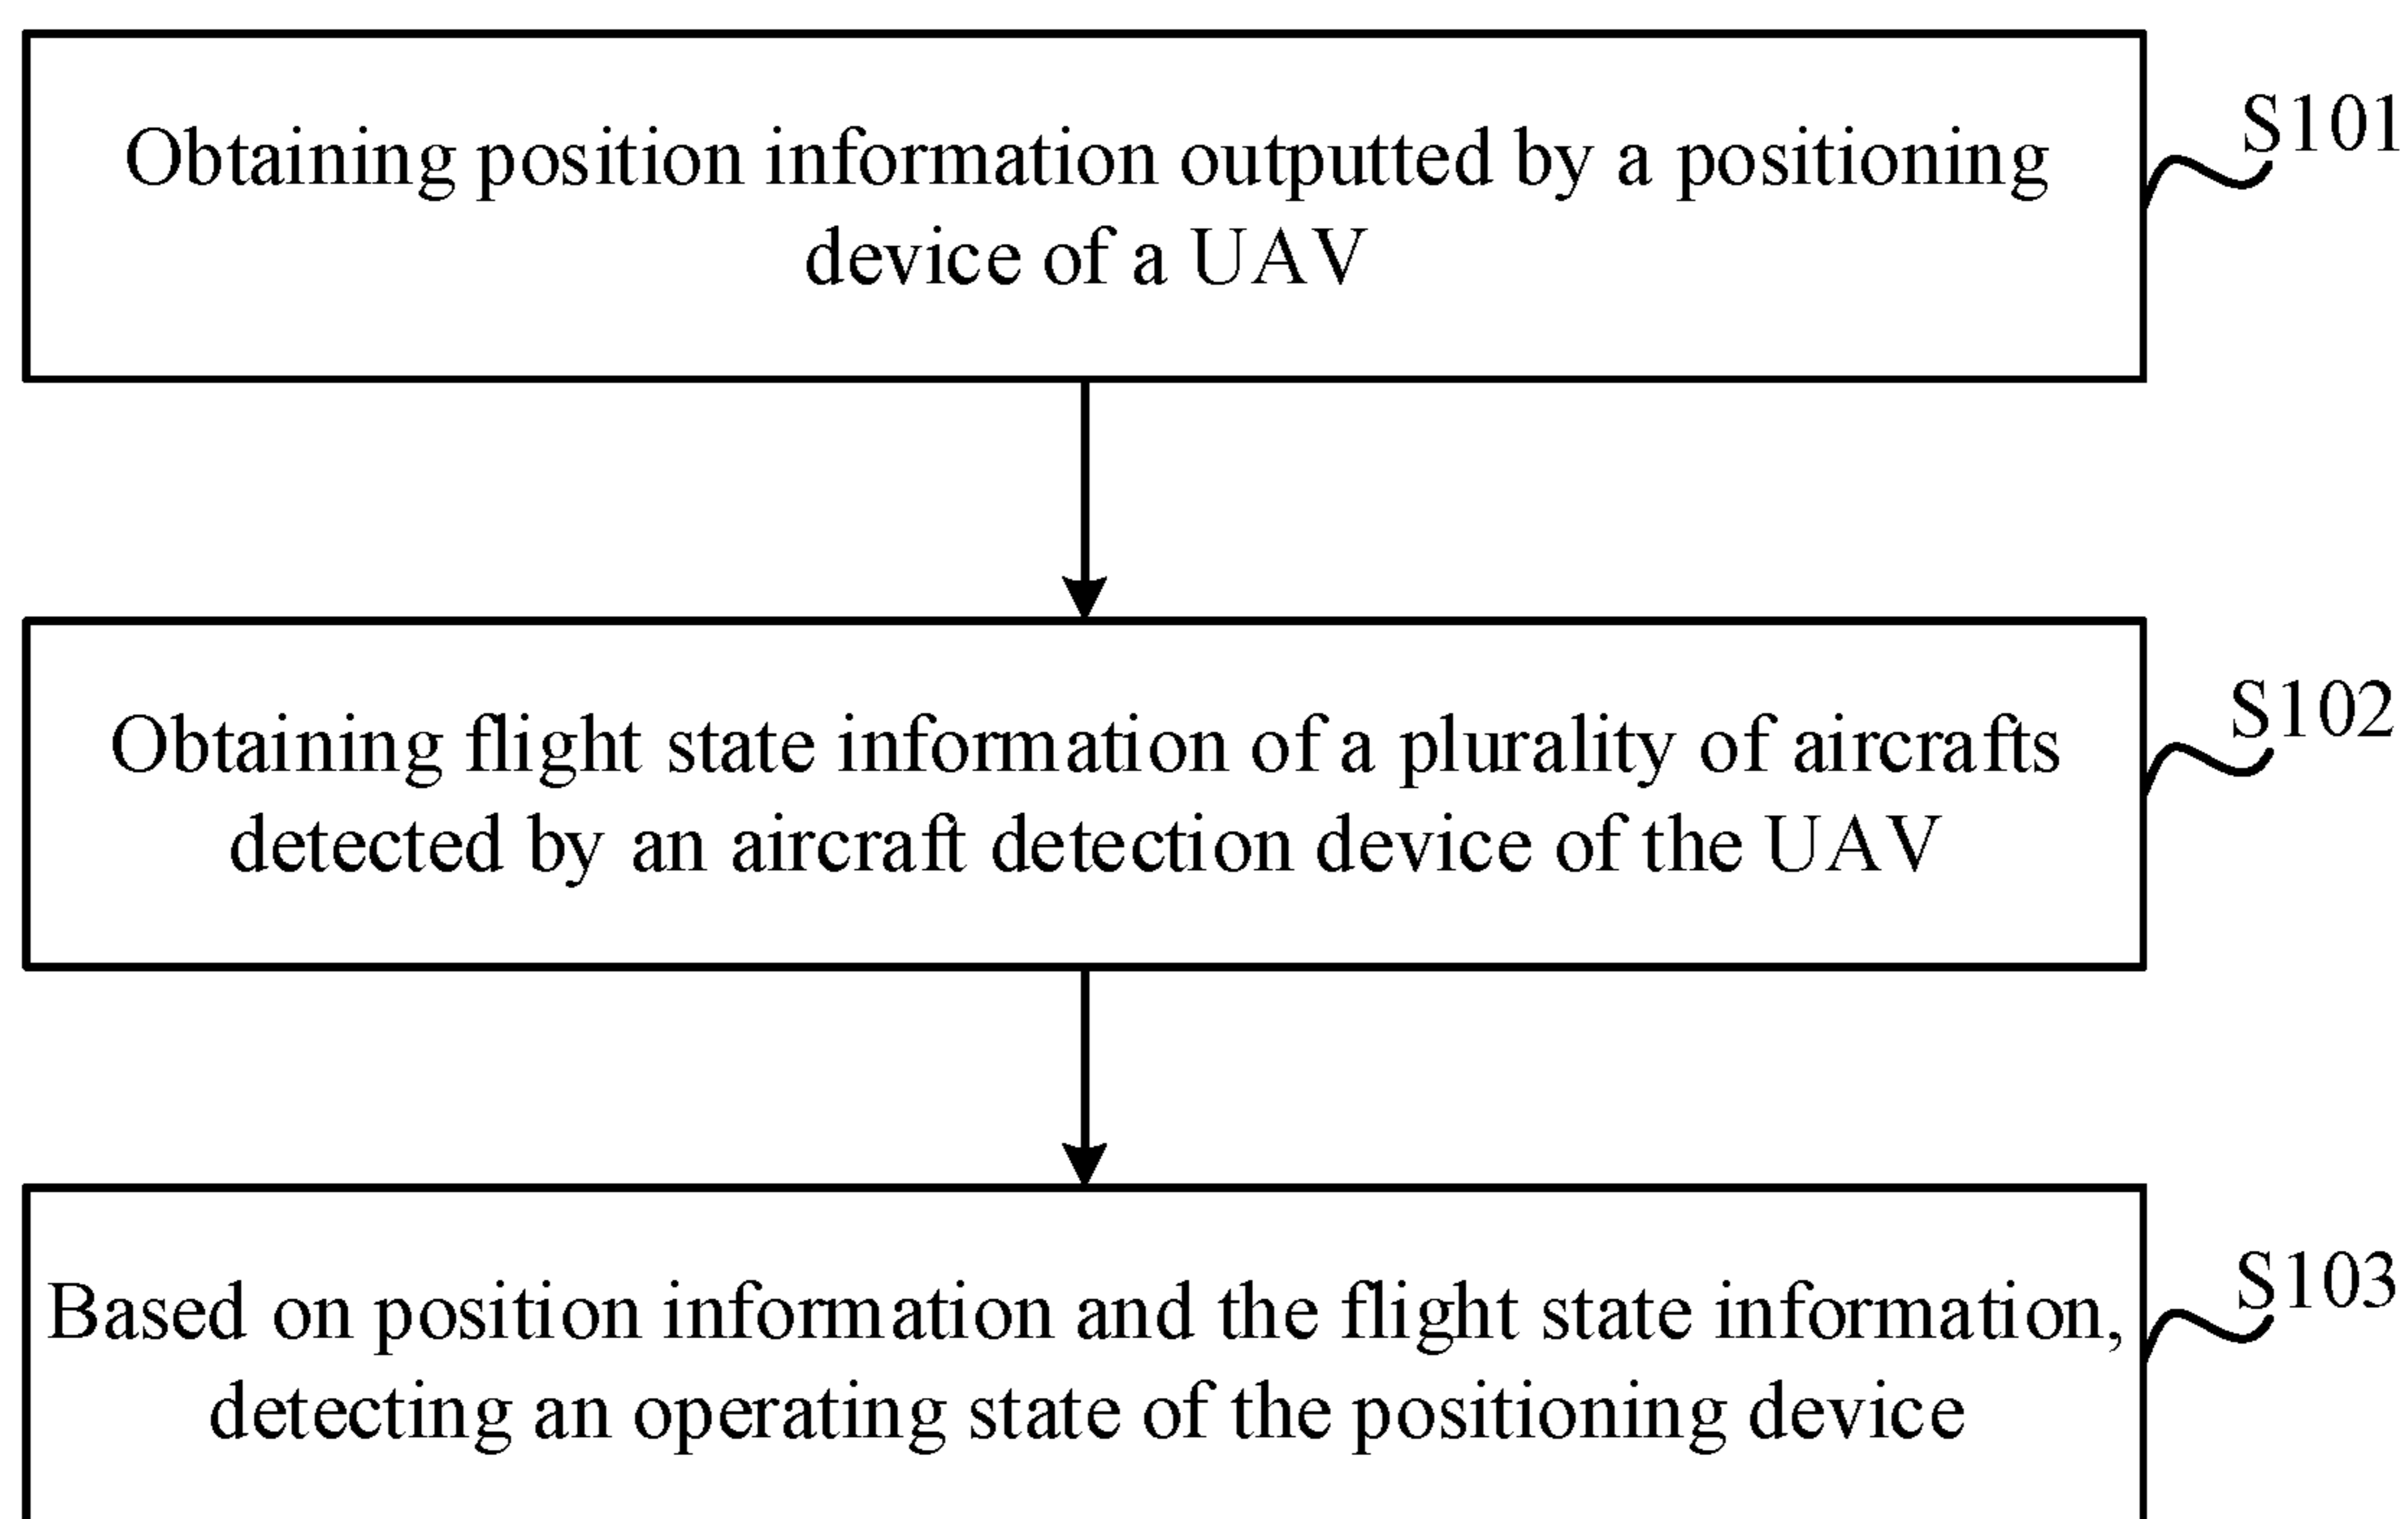 Obtaining position information outputted by a positioning
device of a UAV
S101
Obtaining flight state information of a plurality of aircrafts
detected by an aircraft detection device of the UAV
S102
Based on position information and the flight state information,
detecting an operating state of the positioning device
S103